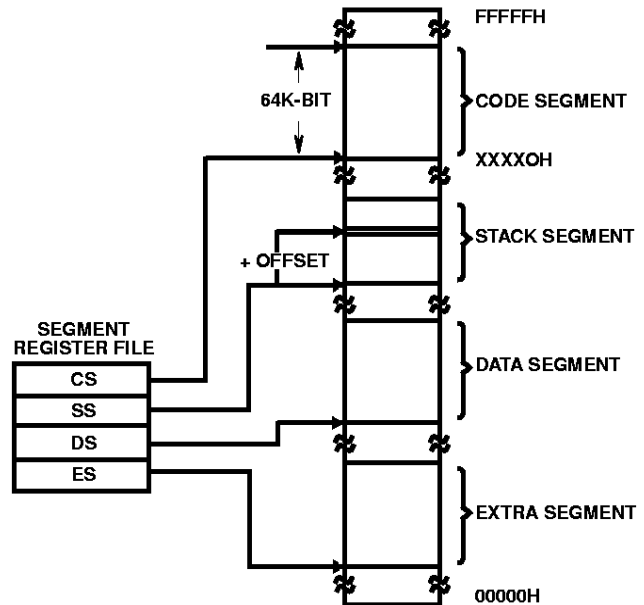 FFFFFH
64K-BIT
CODE SEGMENT
XXXXOH
STACK SEGMENT
+ OFFSET
SEGMENT
REGISTER FILE
CS
SS
DS
ES
DATA SEGMENT
EXTRA SEGMENT
00000H